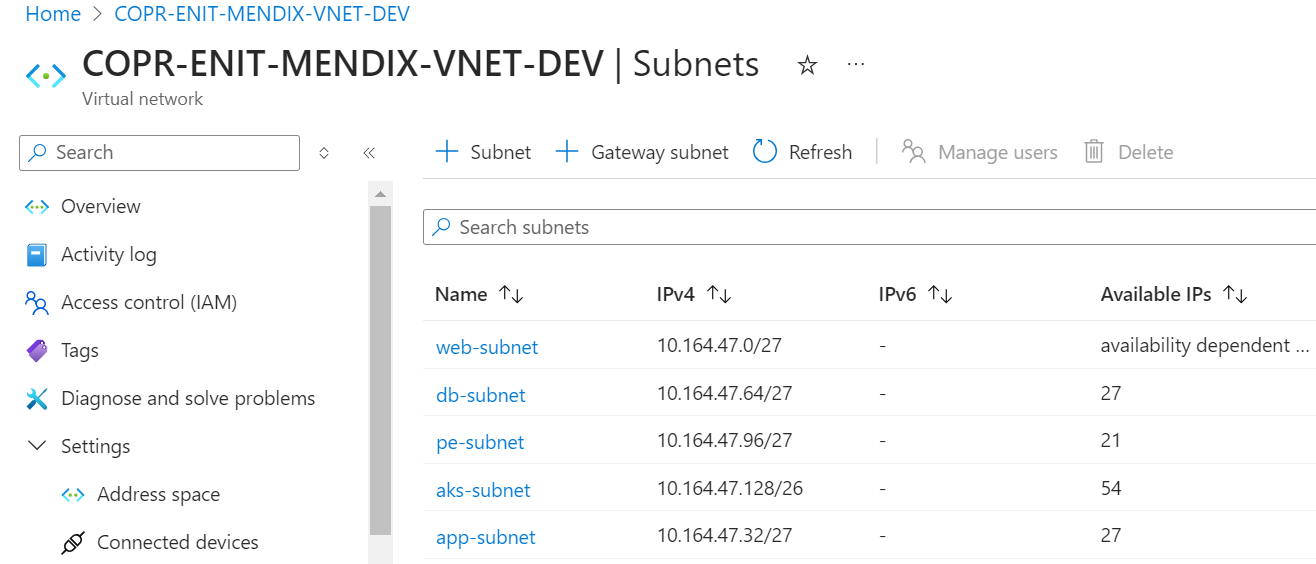 Home > COPR-ENIT-MENDIX-VNET-DEV
COPR-ENIT-MENDIX-VNET-DEV | Subnets ☆ ...
Virtual network
Search
+ Subnet + Gateway subnet Refresh Manage users Delete
Overview
Activity log
Access control (IAM)
Tags
Diagnose and solve problems
Settings
Address space
Connected devices
Search subnets
Name ↑↓ IPv4 ↑↓ IPv6 ↑↓ Available IPs ↑↓
web-subnet 10.164.47.0/27 - availability dependent ...
db-subnet 10.164.47.64/27 - 27
pe-subnet 10.164.47.96/27 - 21
aks-subnet 10.164.47.128/26 - 54
app-subnet 10.164.47.32/27 - 27